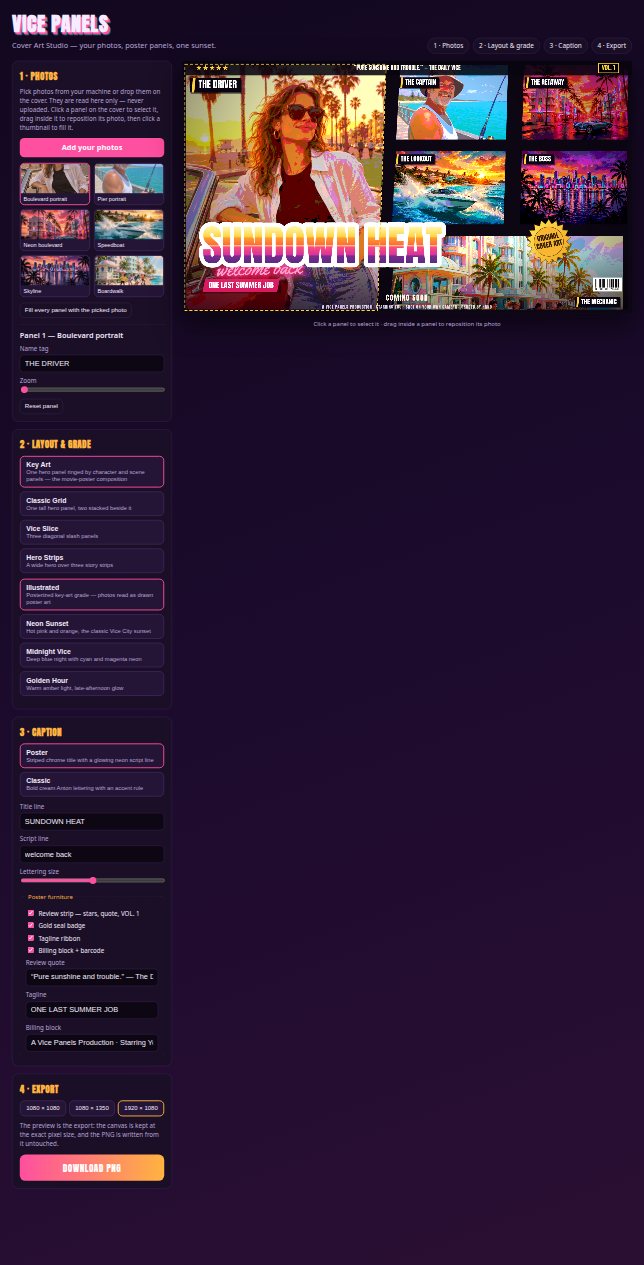 VICE PANELS
Cover Art Studio — your photos, poster panels, one sunset.
1 · Photos
2 · Layout & grade
3 · Caption
4 · Export
1 · PHOTOS
Pick photos from your machine or drop them on
the cover. They are read here only — never
uploaded. Click a panel on the cover to select it,
drag inside it to reposition its photo, then click a
thumbnail to fill it.
Add your photos
Boulevard portrait
Pier portrait
Neon boulevard
Speedboat
Skyline
Boardwalk
Fill every panel with the picked photo
Panel 1 — Boulevard portrait
Name tag
THE DRIVER
Zoom
Reset panel
2 · LAYOUT & GRADE
Key Art
One hero panel ringed by character and scene
panels — the movie-poster composition
Classic Grid
One tall hero panel, two stacked beside it
Vice Slice
Three diagonal slash panels
Hero Strips
A wide hero over three story strips
Illustrated
Posterized key-art grade — photos read as drawn
poster art
Neon Sunset
Hot pink and orange, the classic Vice City sunset
Midnight Vice
Deep blue night with cyan and magenta neon
Golden Hour
Warm amber light, late-afternoon glow
3 · CAPTION
Poster
Striped chrome title with a glowing neon script line
Classic
Bold cream Anton lettering with an accent rule
Title line
SUNDOWN HEAT
Script line
welcome back
Lettering size
Poster furniture
Review strip — stars, quote, VOL. 1
Gold seal badge
Tagline ribbon
Billing block + barcode
Review quote
"Pure sunshine and trouble." — The D
Tagline
ONE LAST SUMMER JOB
Billing block
A Vice Panels Production · Starring Yo
4 · EXPORT
1080 × 1080
1080 × 1350
1920 × 1080
The preview is the export: the canvas is kept at
the exact pixel size, and the PNG is written from
it untouched.
DOWNLOAD PNG
★★★★★
"PURE SUNSHINE AND TROUBLE." — THE DAILY VICE
VOL. 1
THE DRIVER
THE CAPTAIN
THE GETAWAY
THE LOOKOUT
THE BOSS
SUNDOWN HEAT
welcome back
ONE LAST SUMMER JOB
ORIGINAL
COVER ART
COMING SOON
A VICE PANELS PRODUCTION
THE MECHANIC
Click a panel to select it · drag inside a panel to reposition its photo